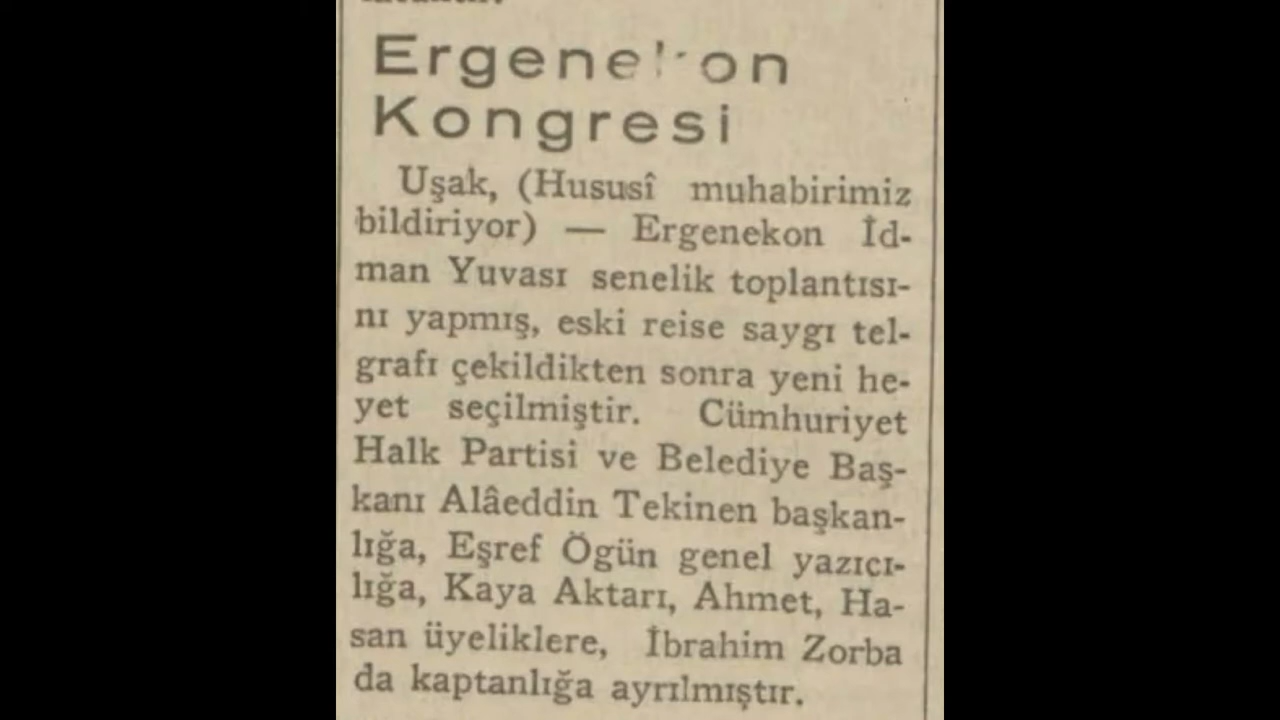 Ergenekon
Kongresi
Uşak, (Hususî muhabirimiz
bildiriyor) — Ergenekon İd-
man Yuvası senelik toplantısı-
nı yapmış, eski reise saygı tel-
grafı çekildikten sonra yeni he-
yet seçilmiştir. Cümhuriyet
Halk Partisi ve Belediye Baş-
kanı Alâeddin Tekinen başkan-
lığa, Eşref Ögün genel yazıcı-
lığa, Kaya Aktarı, Ahmet, Ha-
san üyeliklere, İbrahim Zorba
da kaptanlığa ayrılmıştır.